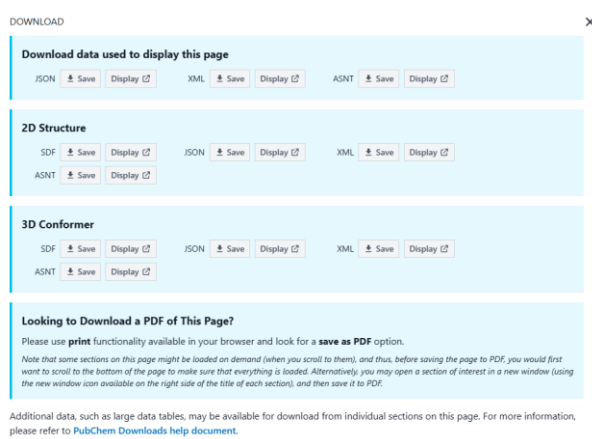 DOWNLOAD
Download data used to display this page
JSON Save Display XML Save Display ASNT Save Display
2D Structure
SDF Save Display JSON Save Display XML Save Display
ASNT Save Display
3D Conformer
SDF Save Display JSON Save Display XML Save Display
ASNT Save Display
Looking to Download a PDF of This Page?
Please use print functionality available in your browser and look for a save as PDF option.
Note that some sections on this page might be loaded on demand (when you scroll to them), and thus, before saving the page to PDF, you would first
want to scroll to the bottom of the page to make sure that everything is loaded. Alternatively, you may open a section of interest in a new window (using
the new window icon available on the right side of the title of each section), and then save it to PDF.
Additional data, such as large data tables, may be available for download from individual sections on this page. For more information,
please refer to PubChem Downloads help document.